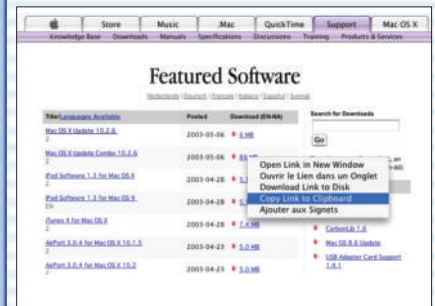 Store Music .Mac QuickTime Support Mac OS X
Knowledge Base Downloads Manuals Specifications Discussions Training Products & Services
Featured Software
Nederlands | Deutsch | Français | Italiano | Español | Svensk
Title/Languages Available Posted Download (EN-NA)
Mac OS X Update 10.2.6
Z
2003-05-06 6 MB
Mac OS X Update Combo 10.2.6
Z
2003-05-06
iPod Software 1.3 for Mac OS X
Z
2003-04-28
iPod Software 1.3 for Mac OS X
EN
2003-04-28
iTunes 4 for Mac OS X
Z
2003-04-28 7.4 MB
AirPort 3.0.4 for Mac OS X 10.1.5
Z
2003-04-23 5.0 MB
AirPort 3.0.4 for Mac OS X 10.2
Z
2003-04-23 5.0 MB
Search for Downloads
Go
Open Link in New Window
Ouvrir le Lien dans un Onglet
Download Link to Disk
Copy Link to Clipboard
Ajouter aux Signets
CarbonLib 1.6
Mac OS 8.6 Update
USB Adapter Card Support
1.4.1